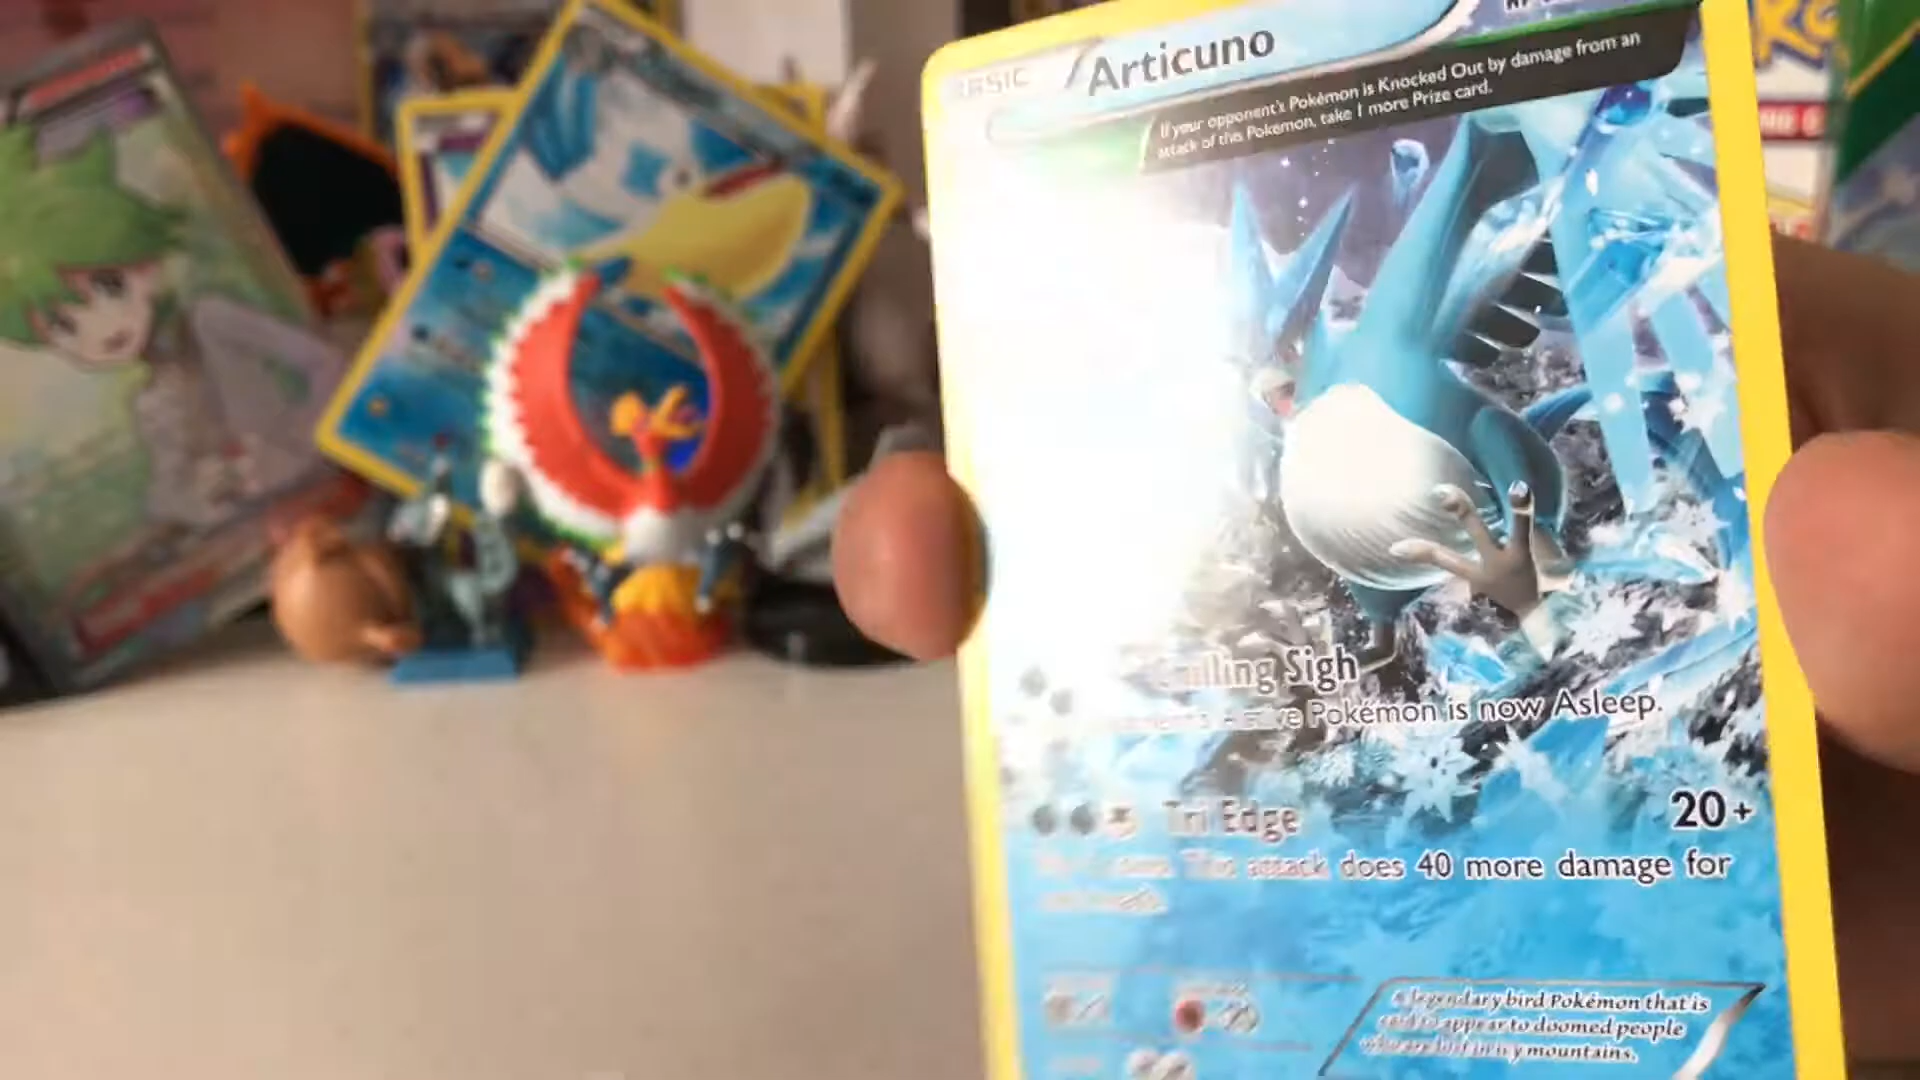 BASIC
Articuno
If your opponent's Pokémon is Knocked Out by damage from an
attack of this Pokémon, take 1 more Prize card.
Chilling Sigh
Active Pokémon is now Asleep.
Tri Edge 20+
This attack does 40 more damage for
A legendary bird Pokémon that is
said to appear to doomed people
who are lost in icy mountains.